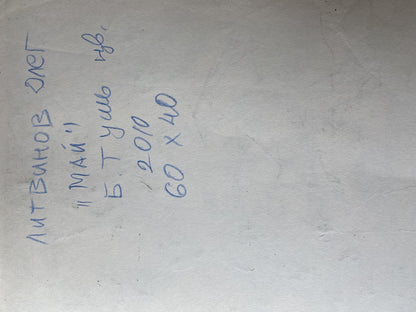 ЛИТВИНОВ ОЛЕГ
"МАЙ"
Б. Тушь цв.
2010
60 х 40